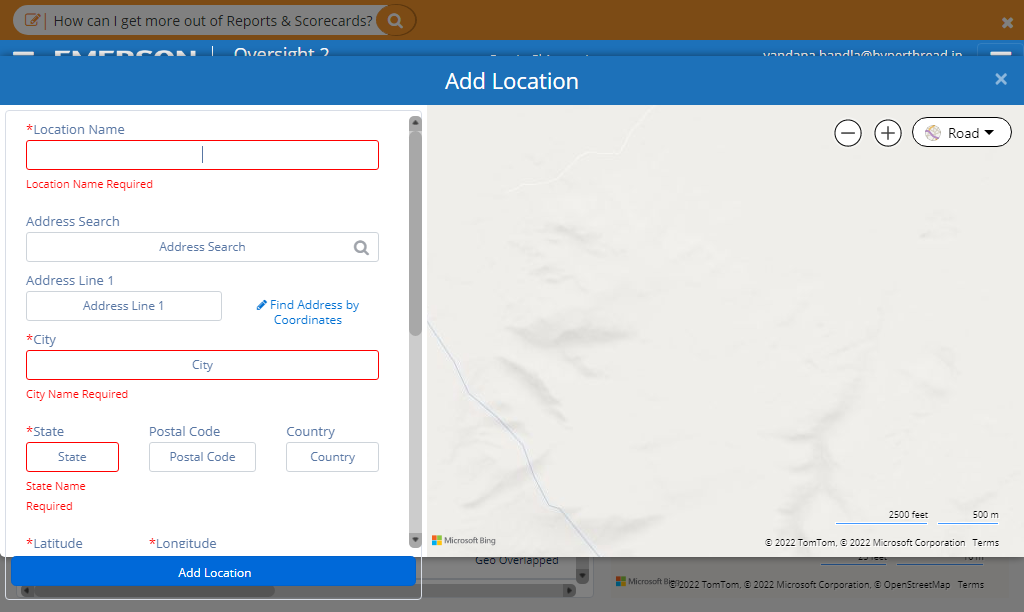 How can I get more out of Reports & Scorecards?
EMERSON Oversight 2
vandana.bandla@hyperthread.in
Add Location
*Location Name
Location Name Required
Address Search
Address Search
Address Line 1
Address Line 1
Find Address by
Coordinates
*City
City
City Name Required
*State Postal Code Country
State Postal Code Country
State Name
Required
*Latitude *Longitude
Add Location
Road
2500 feet 500 m
Microsoft Bing
© 2022 TomTom, © 2022 Microsoft Corporation Terms
Geo Overlapped
25 feet 10 m
Microsoft Bing
© 2022 TomTom, © 2022 Microsoft Corporation, © OpenStreetMap Terms